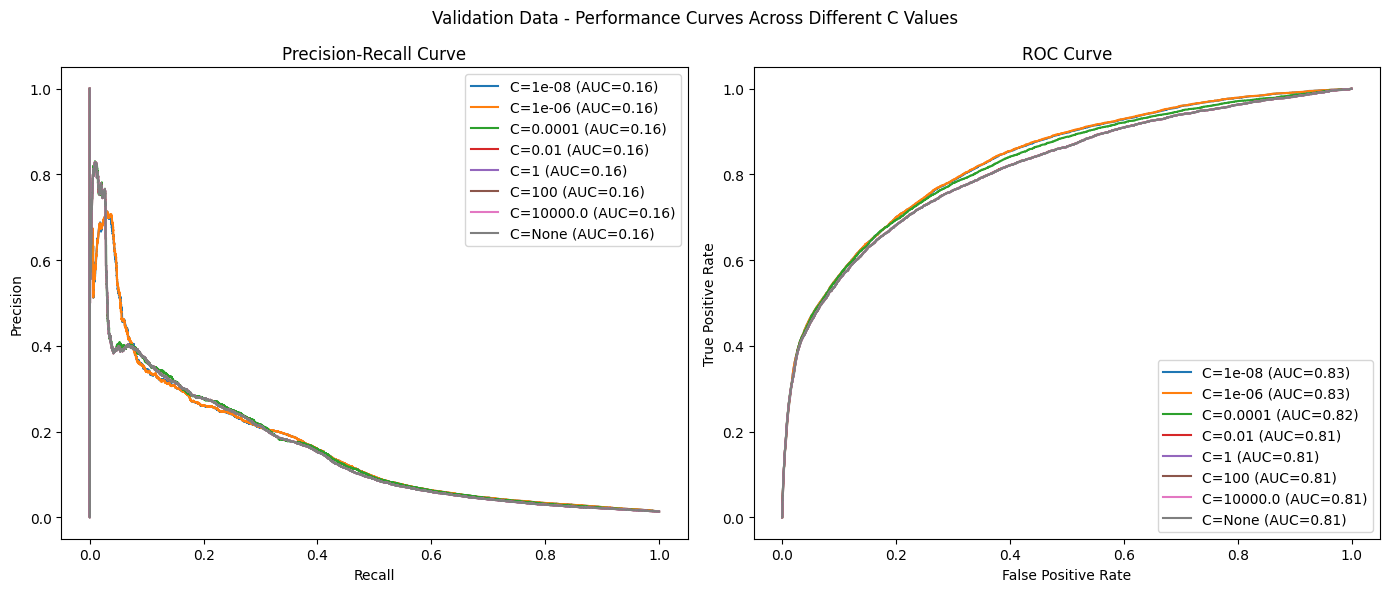 Validation Data - Performance Curves Across Different C Values
Precision-Recall Curve
Precision
1.0
0.8
0.6
0.4
0.2
0.0
C=1e-08 (AUC=0.16)
C=1e-06 (AUC=0.16)
C=0.0001 (AUC=0.16)
C=0.01 (AUC=0.16)
C=1 (AUC=0.16)
C=100 (AUC=0.16)
C=10000.0 (AUC=0.16)
C=None (AUC=0.16)
0.0 0.2 0.4 0.6 0.8 1.0
Recall
ROC Curve
True Positive Rate
1.0
0.8
0.6
0.4
0.2
0.0
C=1e-08 (AUC=0.83)
C=1e-06 (AUC=0.83)
C=0.0001 (AUC=0.82)
C=0.01 (AUC=0.81)
C=1 (AUC=0.81)
C=100 (AUC=0.81)
C=10000.0 (AUC=0.81)
C=None (AUC=0.81)
0.0 0.2 0.4 0.6 0.8 1.0
False Positive Rate